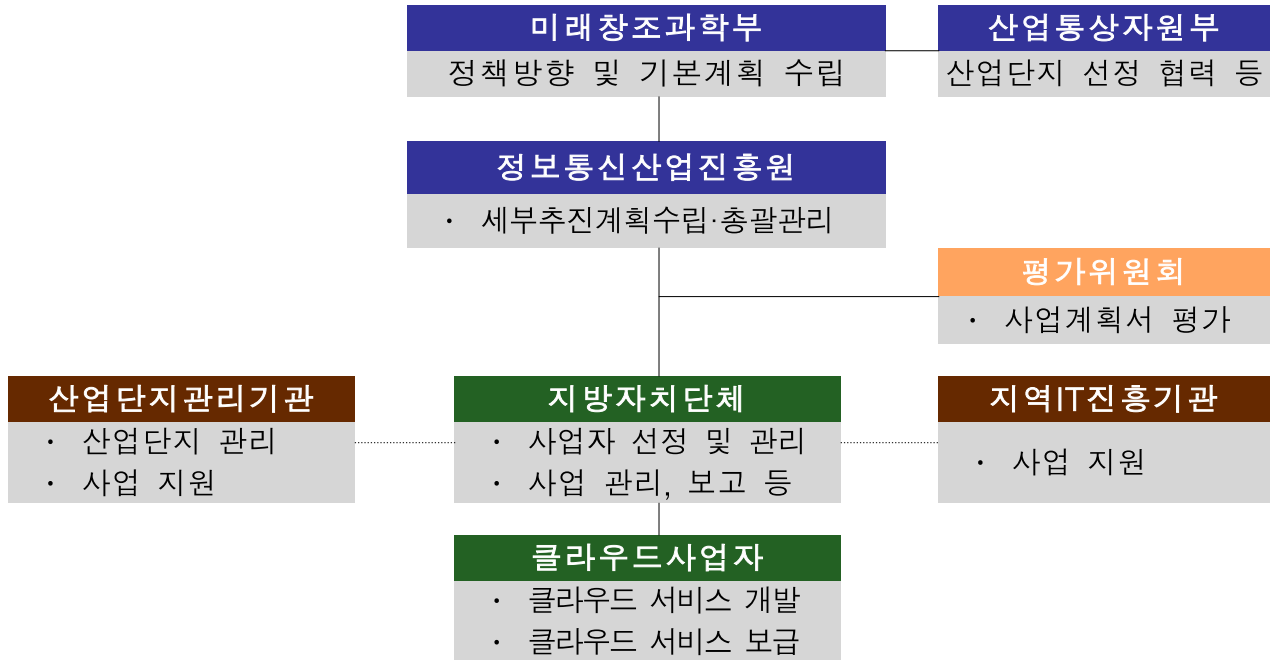 미래창조과학부
정책방향 및 기본계획 수립
산업통상자원부
산업단지 선정 협력 등
정보통신산업진흥원
· 세부추진계획수립·총괄관리
평가위원회
· 사업계획서 평가
산업단지관리기관
· 산업단지 관리
· 사업 지원
지방자치단체
· 사업자 선정 및 관리
· 사업 관리, 보고 등
지역IT진흥기관
· 사업 지원
클라우드사업자
· 클라우드 서비스 개발
· 클라우드 서비스 보급